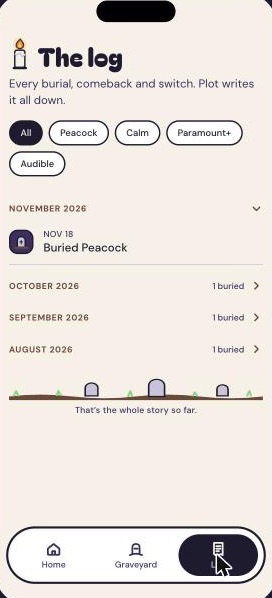 The log
Every burial, comeback and switch. Plot writes
it all down.
All
Peacock
Calm
Paramount+
Audible
NOVEMBER 2026
NOV 18
Buried Peacock
OCTOBER 2026
1 buried
SEPTEMBER 2026
1 buried
AUGUST 2026
1 buried
That's the whole story so far.
Home
Graveyard